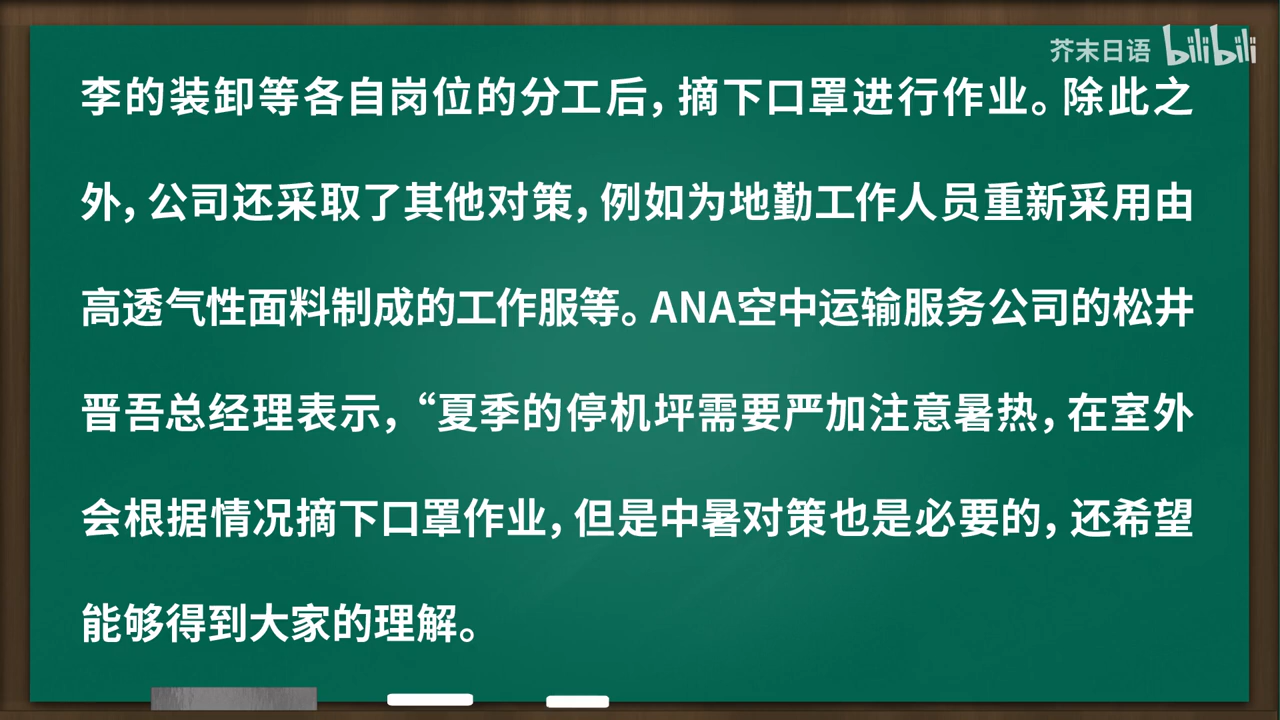 芥末日语 bilibili
李的装卸等各自岗位的分工后，摘下口罩进行作业。除此之
外，公司还采取了其他对策，例如为地勤工作人员重新采用由
高透气性面料制成的工作服等。ANA空中运输服务公司的松井
晋吾总经理表示，“夏季的停机坪需要严加注意暑热，在室外
会根据情况摘下口罩作业，但是中暑对策也是必要的，还希望
能够得到大家的理解。